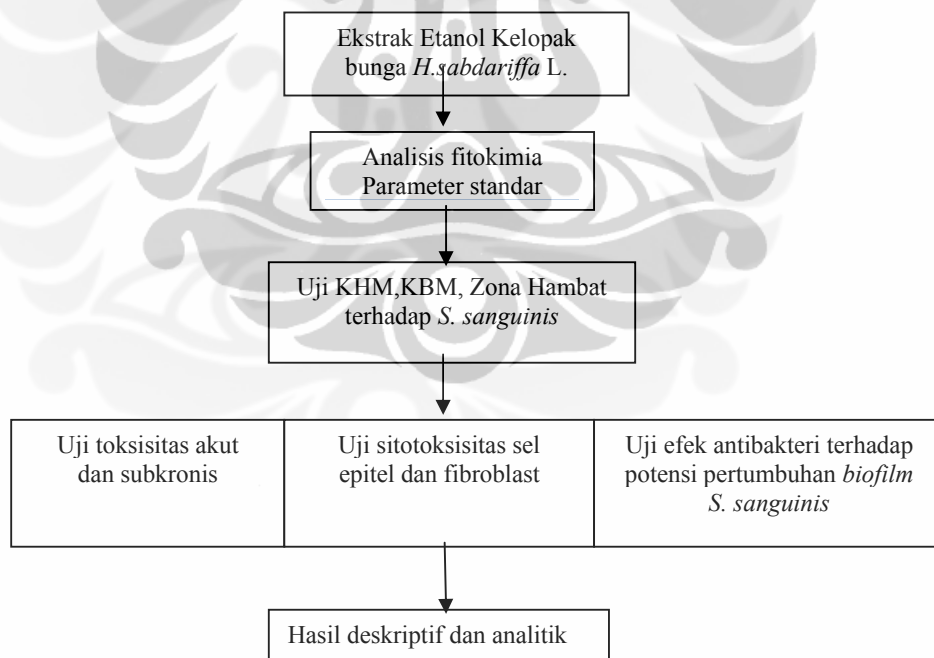 Ekstrak Etanol Kelopak
bunga H.sabdariffa L.
Analisis fitokimia
Parameter standar
Uji KHM,KBM, Zona Hambat
terhadap S. sanguinis
Uji toksisitas akut
dan subkronis
Uji sitotoksisitas sel
epitel dan fibroblast
Uji efek antibakteri terhadap
potensi pertumbuhan biofilm
S. sanguinis
Hasil deskriptif dan analitik